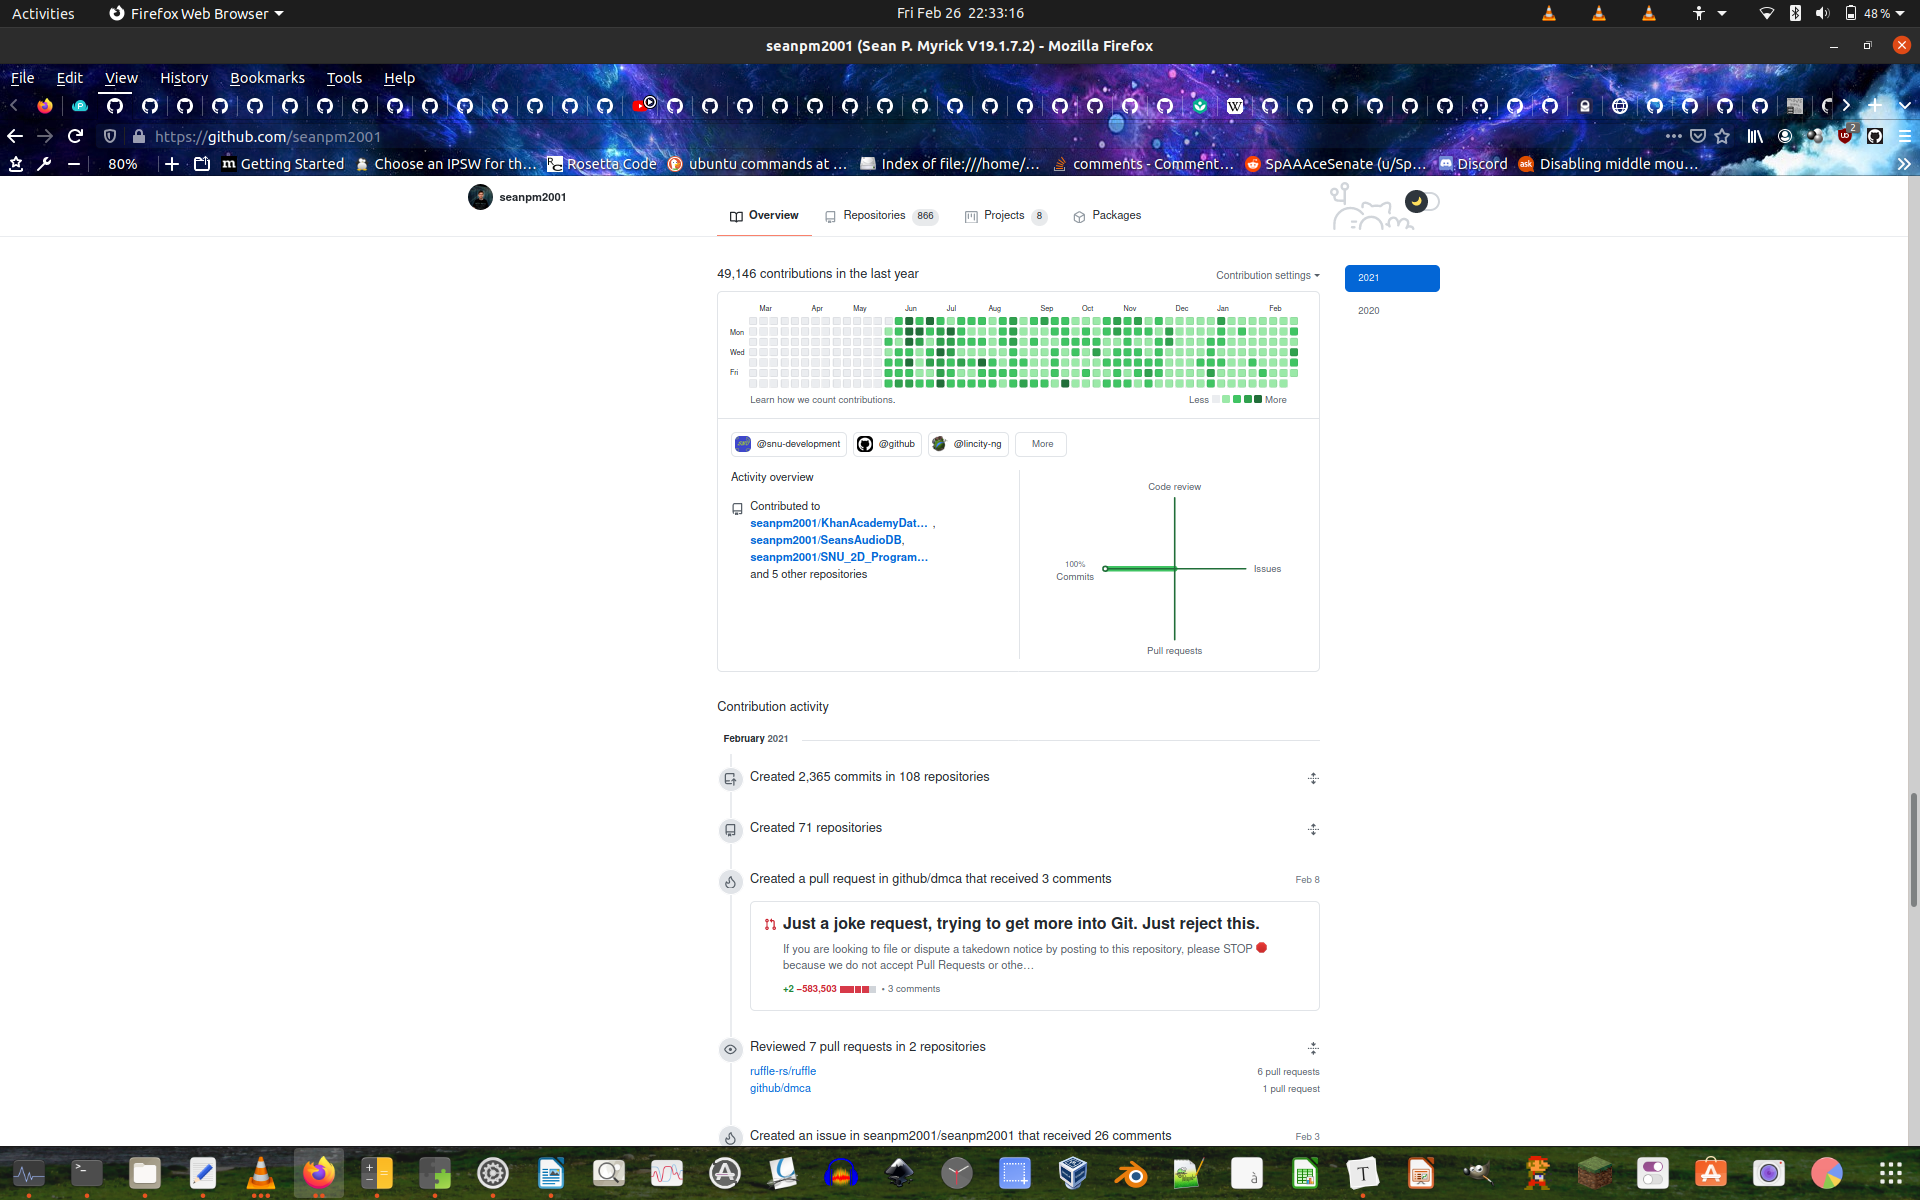 Activities
Firefox Web Browser
Fri Feb 26 22:33:16
48 %
seanpm2001 (Sean P. Myrick V19.1.7.2) - Mozilla Firefox
File Edit View History Bookmarks Tools Help
https://github.com/seanpm2001
2
80%
Getting Started
Choose an IPSW for th…
Rosetta Code
ubuntu commands at …
Index of file:///home/…
comments - Comment…
SpAAAceSenate (u/Sp…
Discord
Disabling middle mou…
seanpm2001
Overview
Repositories 866
Projects 8
Packages
49,146 contributions in the last year
Contribution settings
2021
2020
Mar Apr May Jun Jul Aug Sep Oct Nov Dec Jan Feb
Mon
Wed
Fri
Learn how we count contributions.
Less More
@snu-development
@github
@lincity-ng
More
Activity overview
Contributed to
seanpm2001/KhanAcademyDat… ,
seanpm2001/SeansAudioDB,
seanpm2001/SNU_2D_Program…
and 5 other repositories
Code review
100%
Commits
Issues
Pull requests
Contribution activity
February 2021
Created 2,365 commits in 108 repositories
Created 71 repositories
Created a pull request in github/dmca that received 3 comments
Feb 8
Just a joke request, trying to get more into Git. Just reject this.
If you are looking to file or dispute a takedown notice by posting to this repository, please STOP
because we do not accept Pull Requests or othe…
+2 −583,503 • 3 comments
Reviewed 7 pull requests in 2 repositories
ruffle-rs/ruffle 6 pull requests
github/dmca 1 pull request
Created an issue in seanpm2001/seanpm2001 that received 26 comments
Feb 3